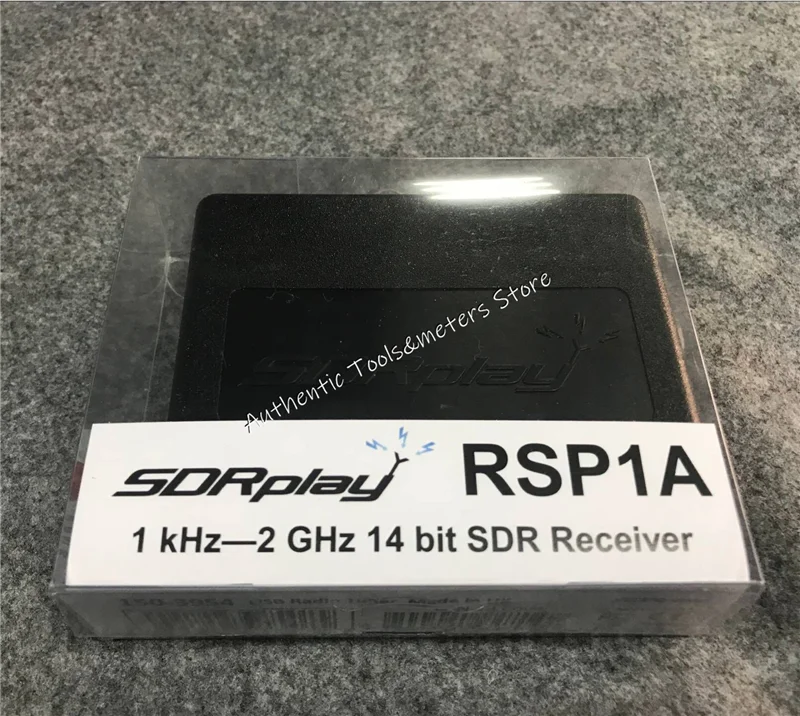 Authentic Tools&meters Store
SDRplay
SDRplay RSP1A
1 kHz—2 GHz 14 bit SDR Receiver